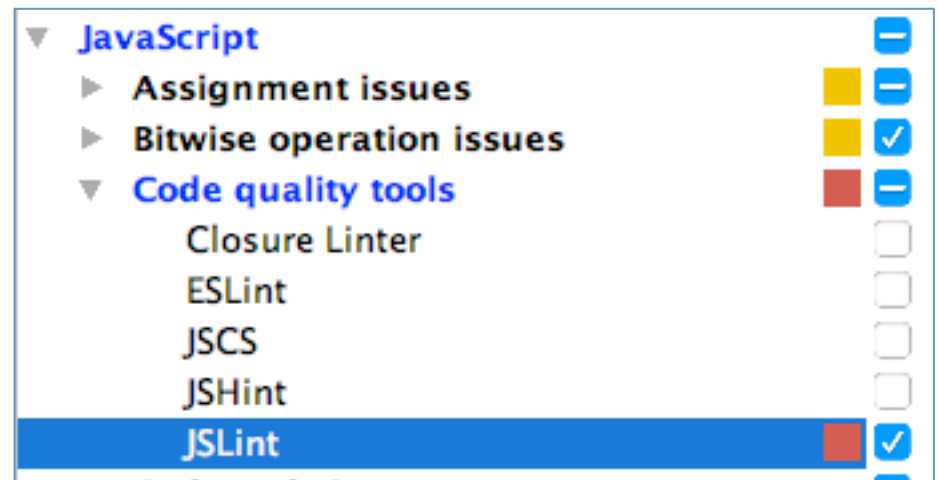 JavaScript
Assignment issues
Bitwise operation issues
Code quality tools
Closure Linter
ESLint
JSCS
JSHint
JSLint